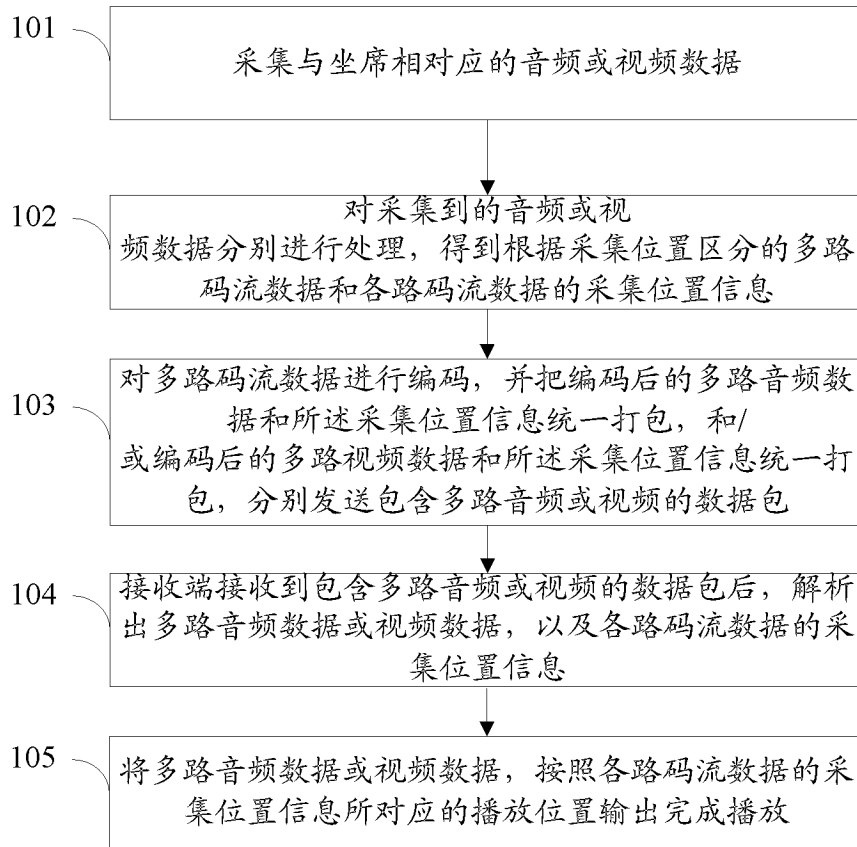 101
采集与坐席相对应的音频或视频数据
102
对采集到的音频或视
频数据分别进行处理，得到根据采集位置区分的多路
码流数据和各路码流数据的采集位置信息
103
对多路码流数据进行编码，并把编码后的多路音频数
据和所述采集位置信息统一打包，和/
或编码后的多路视频数据和所述采集位置信息统一打
包，分别发送包含多路音频或视频的数据包
104
接收端接收到包含多路音频或视频的数据包后，解析
出多路音频数据或视频数据，以及各路码流数据的采
集位置信息
105
将多路音频数据或视频数据，按照各路码流数据的采
集位置信息所对应的播放位置输出完成播放